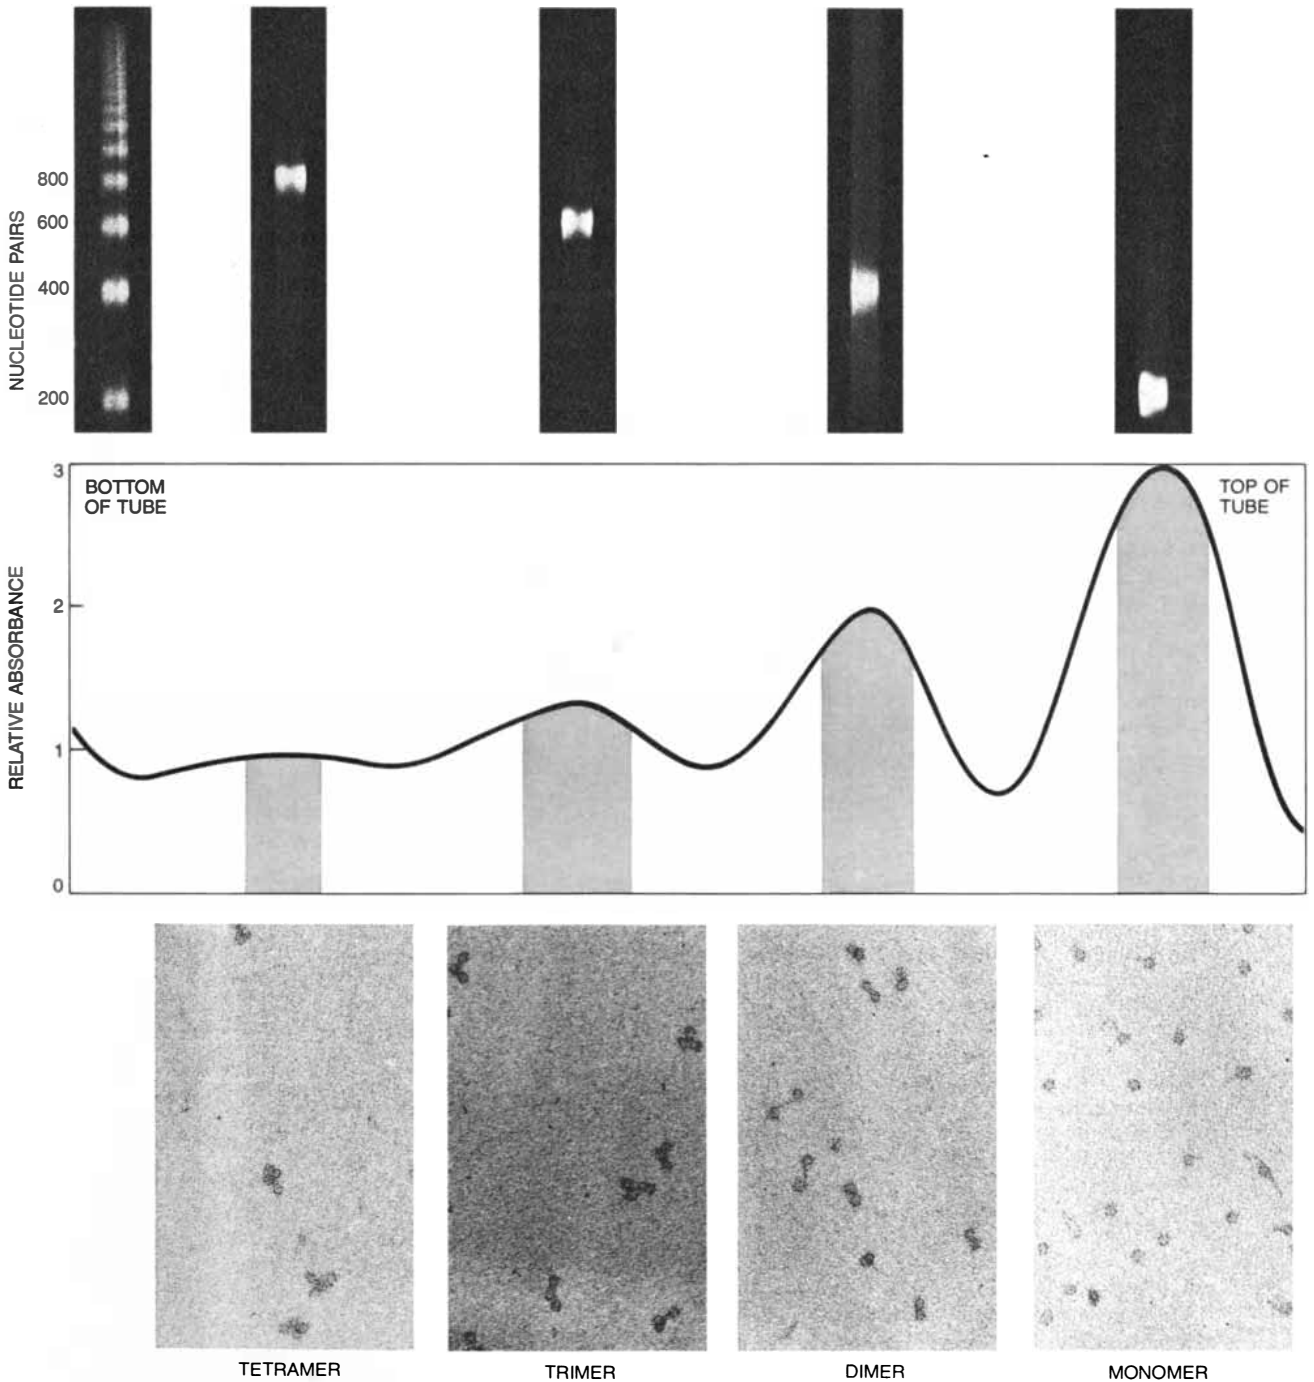 NUCLEOTIDE PAIRS
800
600
400
200
RELATIVE ABSORBANCE
3
2
1
0
BOTTOM
OF TUBE
TOP OF
TUBE
TETRAMER
TRIMER
DIMER
MONOMER